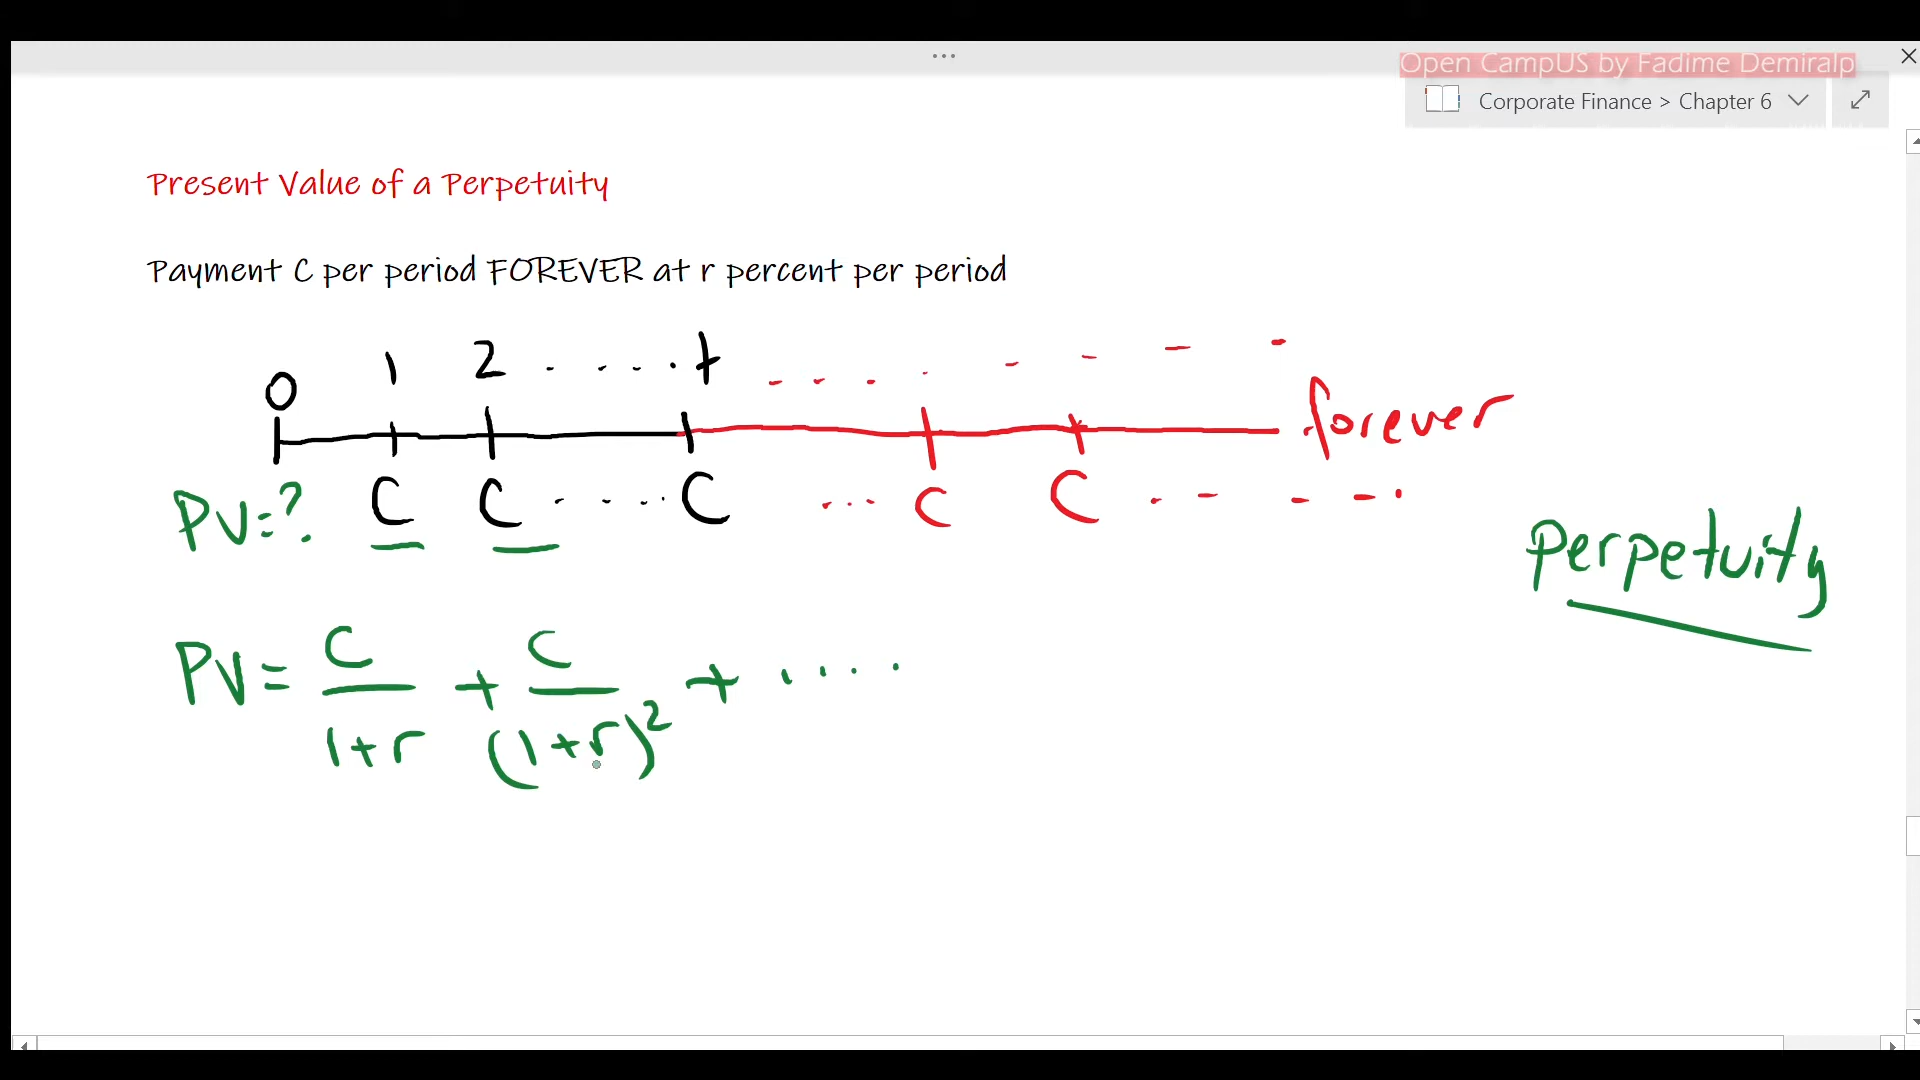 Open CampUS by Fadime Demiralp
Corporate Finance > Chapter 6
Present Value of a Perpetuity
Payment C per period FOREVER at r percent per period
0 1 2 . . . . . t . . . . - - - -
forever
PV=? C C . . . . . C ... C C . - - - .
perpetuity
PV = C/1+r + C/(1+r)² + ....